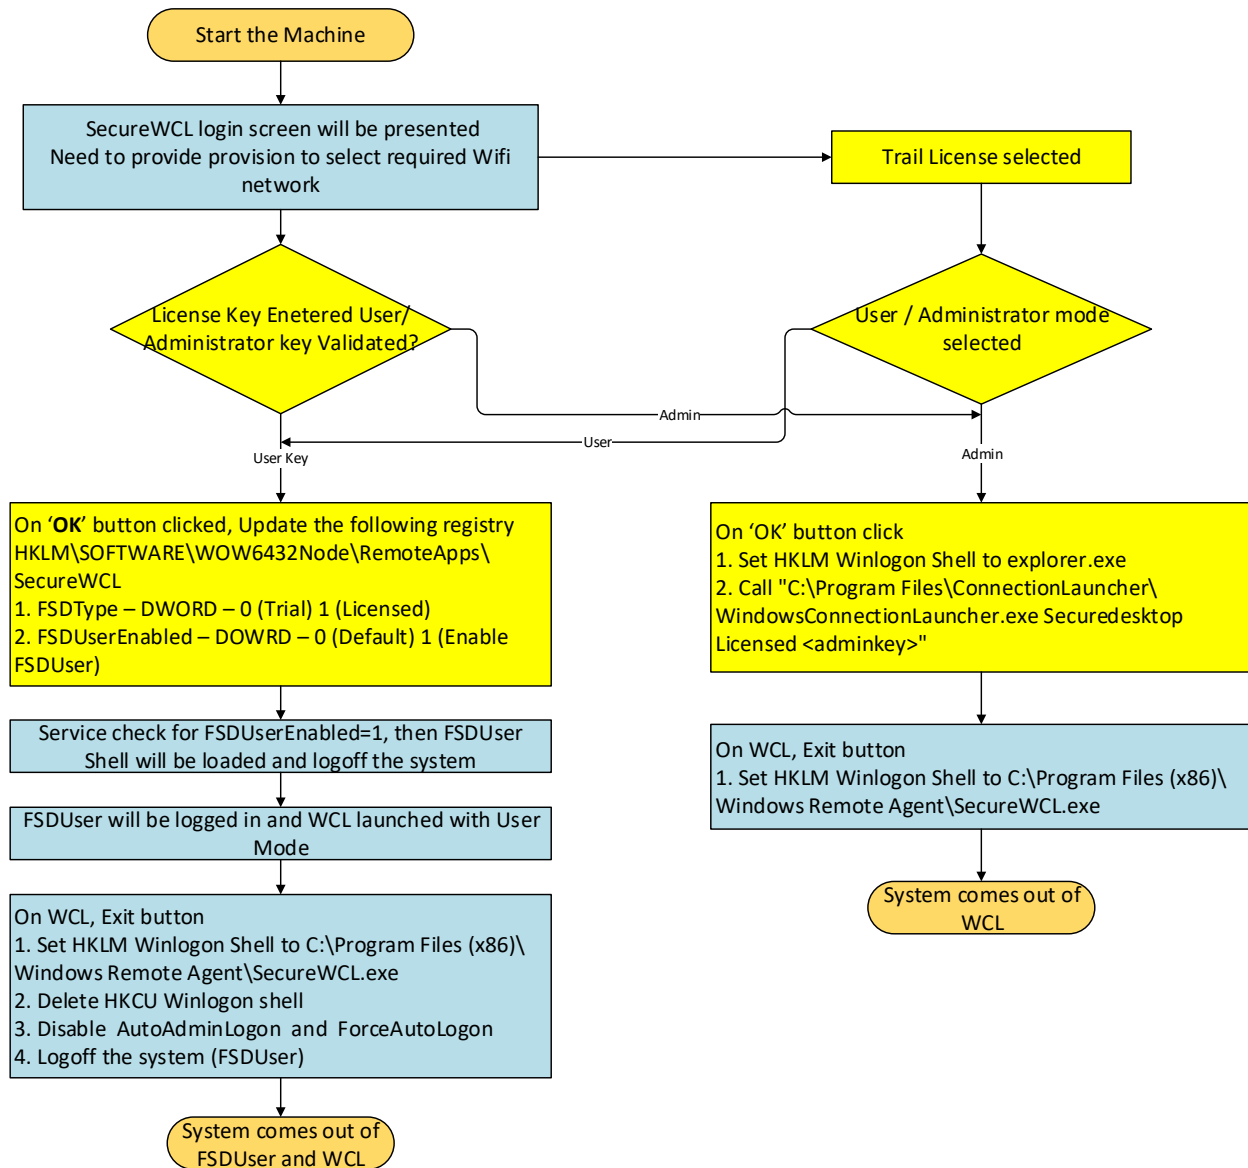 Start the Machine
SecureWCL login screen will be presented
Need to provide provision to select required Wifi
network
Trail License selected
License Key Enetered User/
Administrator key Validated?
User / Administrator mode
selected
Admin
User
User Key
Admin
On ‘OK’ button clicked, Update the following registry
HKLM\SOFTWARE\WOW6432Node\RemoteApps\
SecureWCL
1. FSDType – DWORD – 0 (Trial) 1 (Licensed)
2. FSDUserEnabled – DOWRD – 0 (Default) 1 (Enable
FSDUser)
On ‘OK’ button click
1. Set HKLM Winlogon Shell to explorer.exe
2. Call "C:\Program Files\ConnectionLauncher\
WindowsConnectionLauncher.exe Securedesktop
Licensed <adminkey>"
Service check for FSDUserEnabled=1, then FSDUser
Shell will be loaded and logoff the system
On WCL, Exit button
1. Set HKLM Winlogon Shell to C:\Program Files (x86)\
Windows Remote Agent\SecureWCL.exe
FSDUser will be logged in and WCL launched with User
Mode
System comes out of
WCL
On WCL, Exit button
1. Set HKLM Winlogon Shell to C:\Program Files (x86)\
Windows Remote Agent\SecureWCL.exe
2. Delete HKCU Winlogon shell
3. Disable AutoAdminLogon and ForceAutoLogon
4. Logoff the system (FSDUser)
System comes out of
FSDUser and WCL